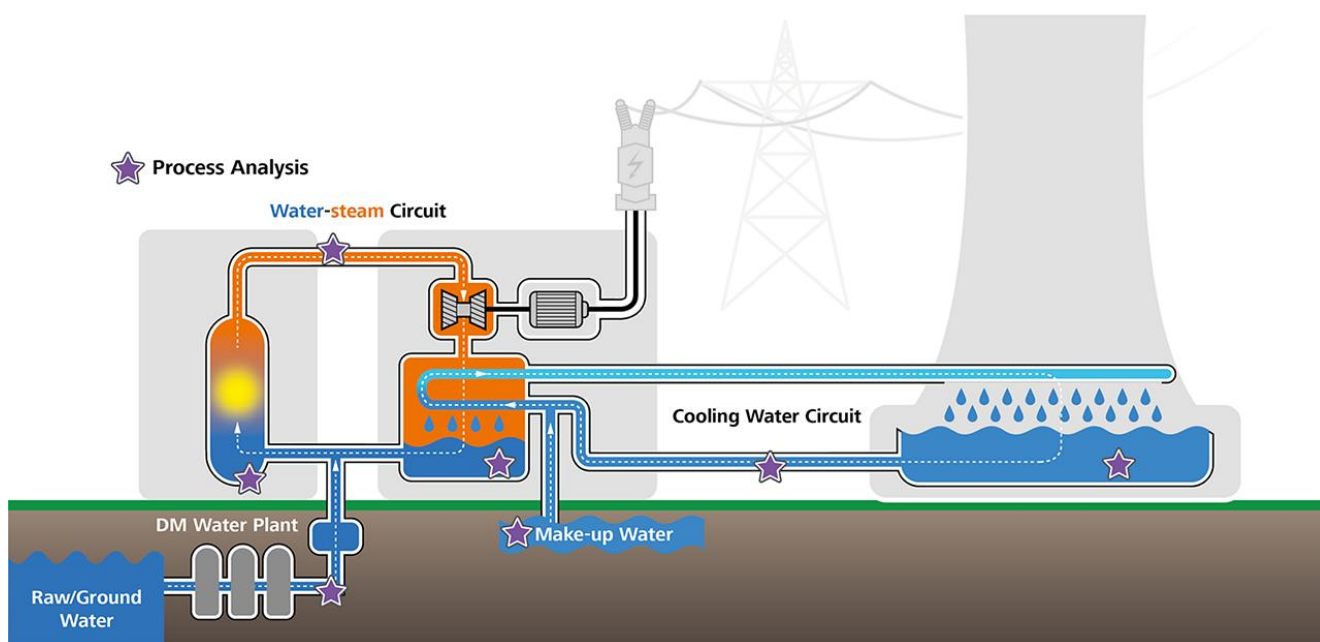 Process Analysis
Water-steam Circuit
Cooling Water Circuit
DM Water Plant
Make-up Water
Raw/Ground
Water